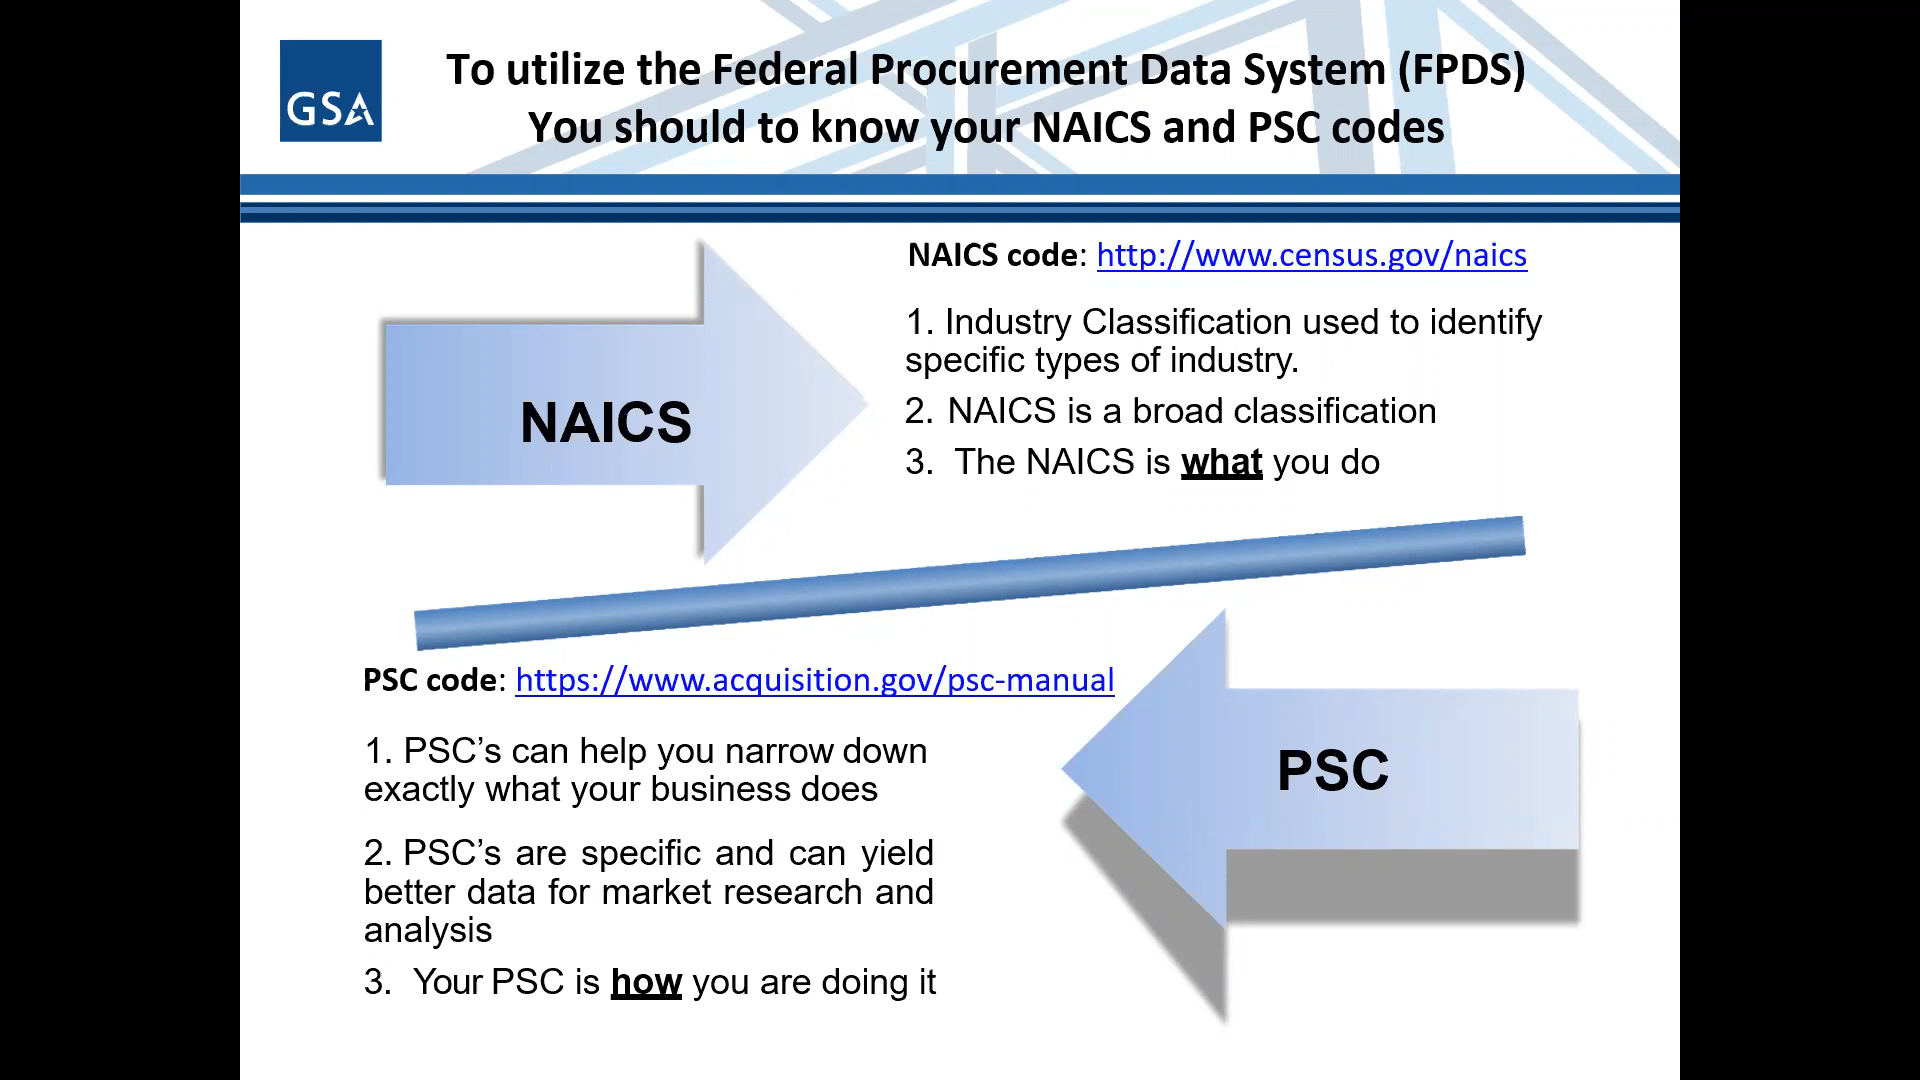 GSA
To utilize the Federal Procurement Data System (FPDS)
You should to know your NAICS and PSC codes
NAICS code: http://www.census.gov/naics
1. Industry Classification used to identify
specific types of industry.
2. NAICS is a broad classification
3. The NAICS is what you do
NAICS
PSC code: https://www.acquisition.gov/psc-manual
1. PSC’s can help you narrow down
exactly what your business does
2. PSC’s are specific and can yield
better data for market research and
analysis
3. Your PSC is how you are doing it
PSC